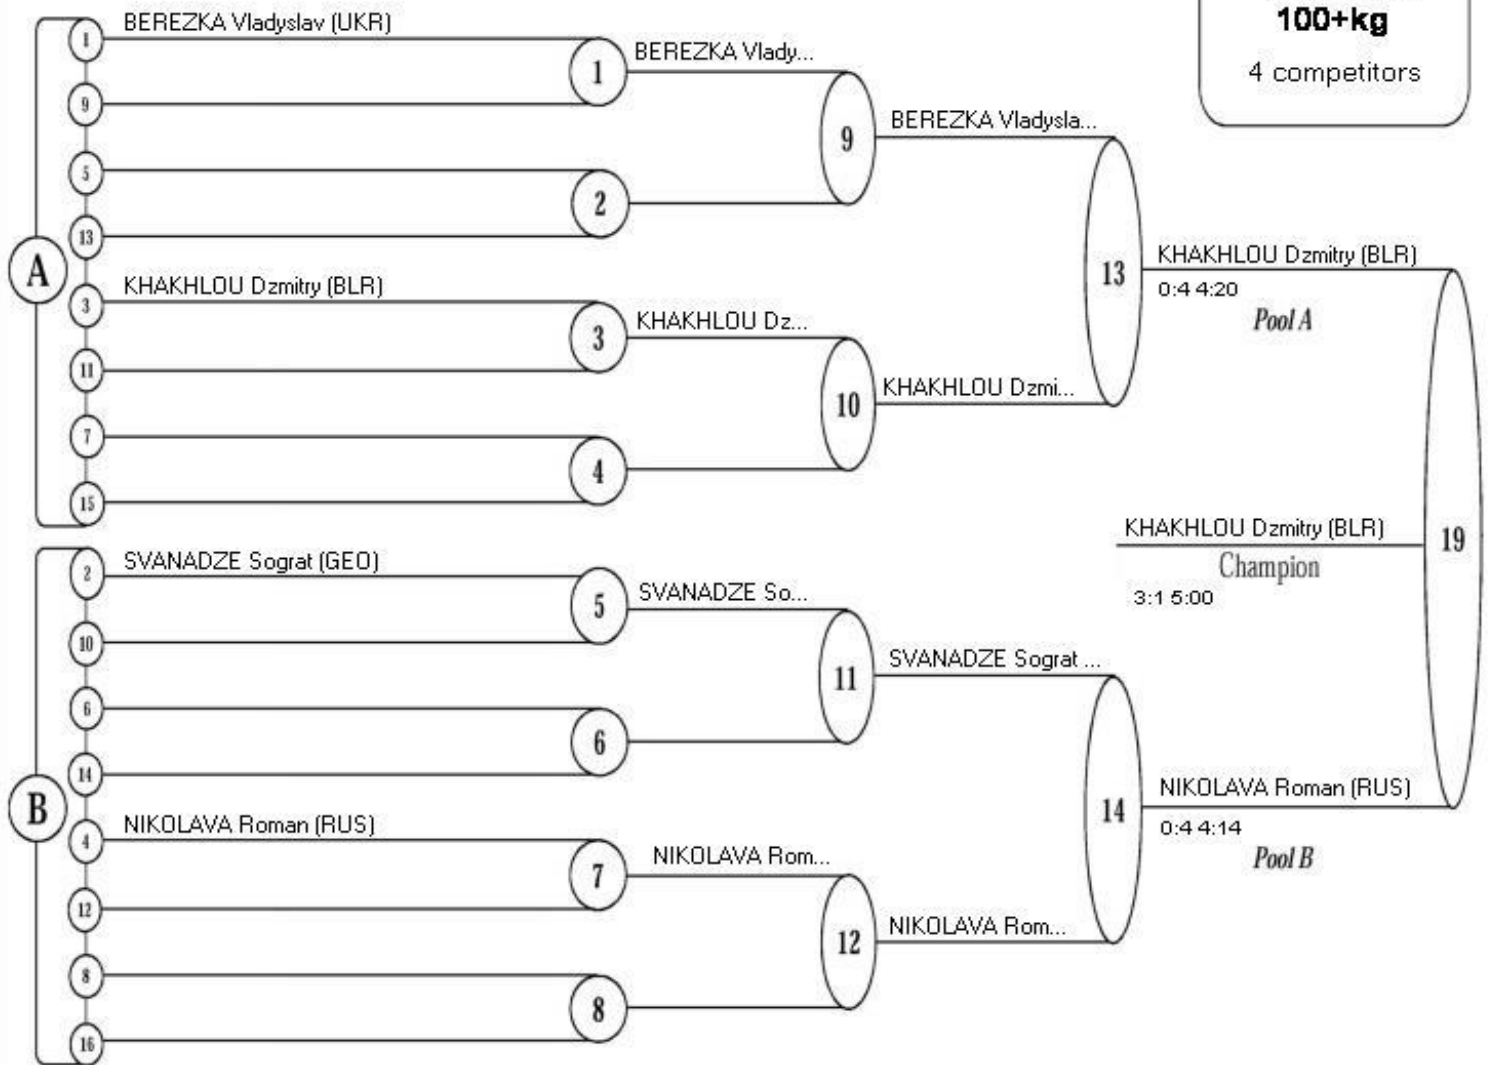 100+kg
4 competitors
A
1
BEREZKA Vladyslav (UKR)
9
5
13
3
KHAKHLOU Dzmitry (BLR)
11
7
15
B
2
SVANADZE Sograt (GEO)
10
6
14
4
NIKOLAVA Roman (RUS)
12
8
16
1
BEREZKA Vlady...
2
3
KHAKHLOU Dz...
4
5
SVANADZE So...
6
7
NIKOLAVA Rom...
8
9
BEREZKA Vladysla...
10
KHAKHLOU Dzmi...
11
SVANADZE Sograt ...
12
NIKOLAVA Rom...
13
KHAKHLOU Dzmitry (BLR)
0:4 4:20
Pool A
14
NIKOLAVA Roman (RUS)
0:4 4:14
Pool B
KHAKHLOU Dzmitry (BLR)
Champion
3:1 5:00
19